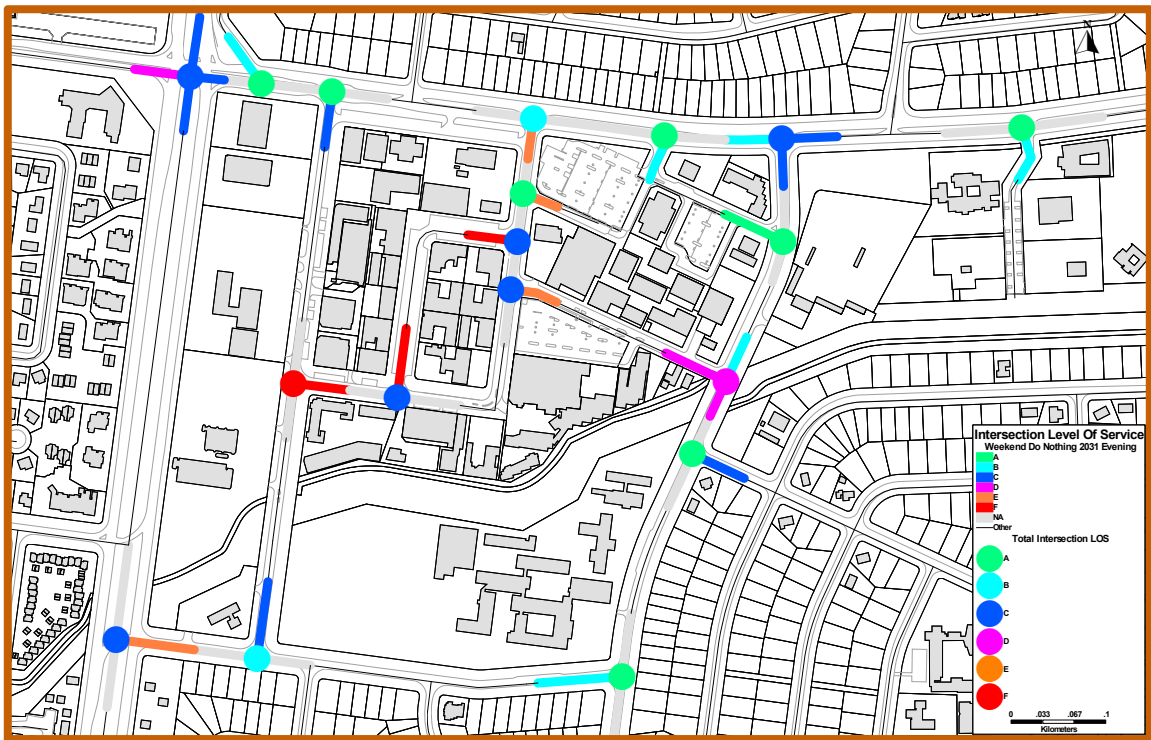 N
Intersection Level Of Service
Weekend Do Nothing 2031 Evening
A
B
C
D
E
F
NA
Other
Total Intersection LOS
A
B
C
D
E
F
0 .033 .067 .1
Kilometers